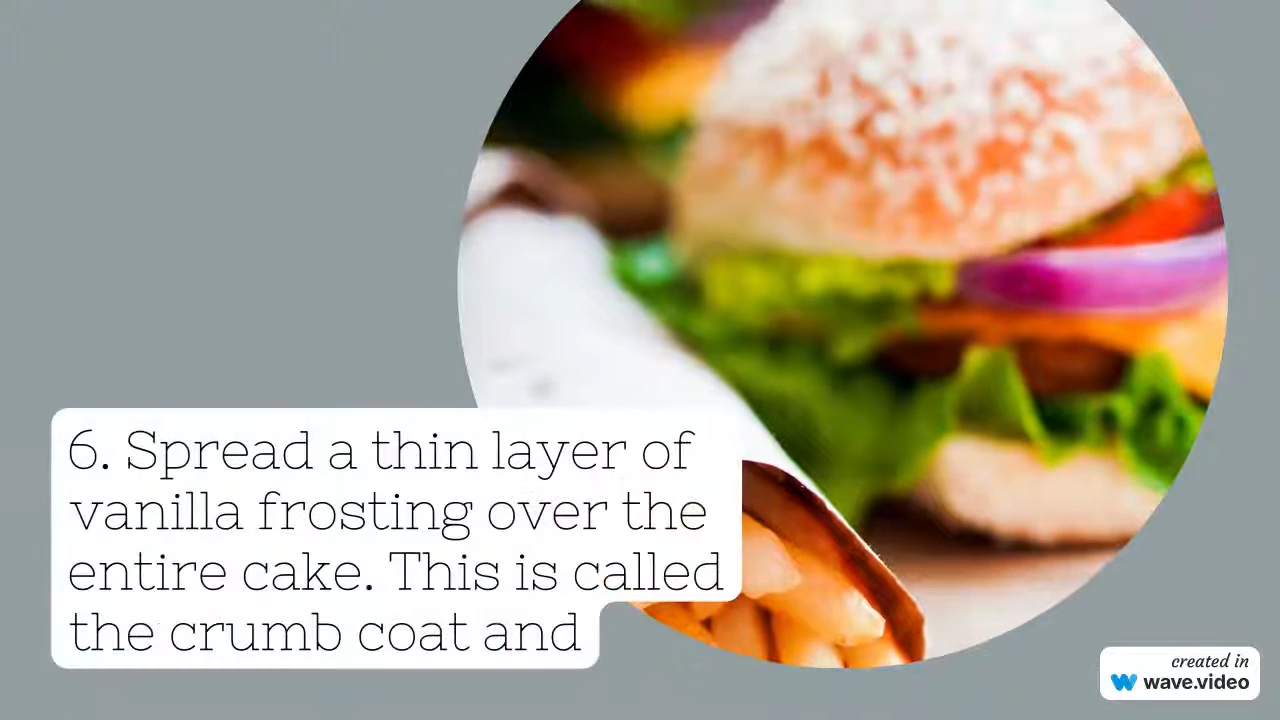 6. Spread a thin layer of
vanilla frosting over the
entire cake. This is called
the crumb coat and
created in
wave.video